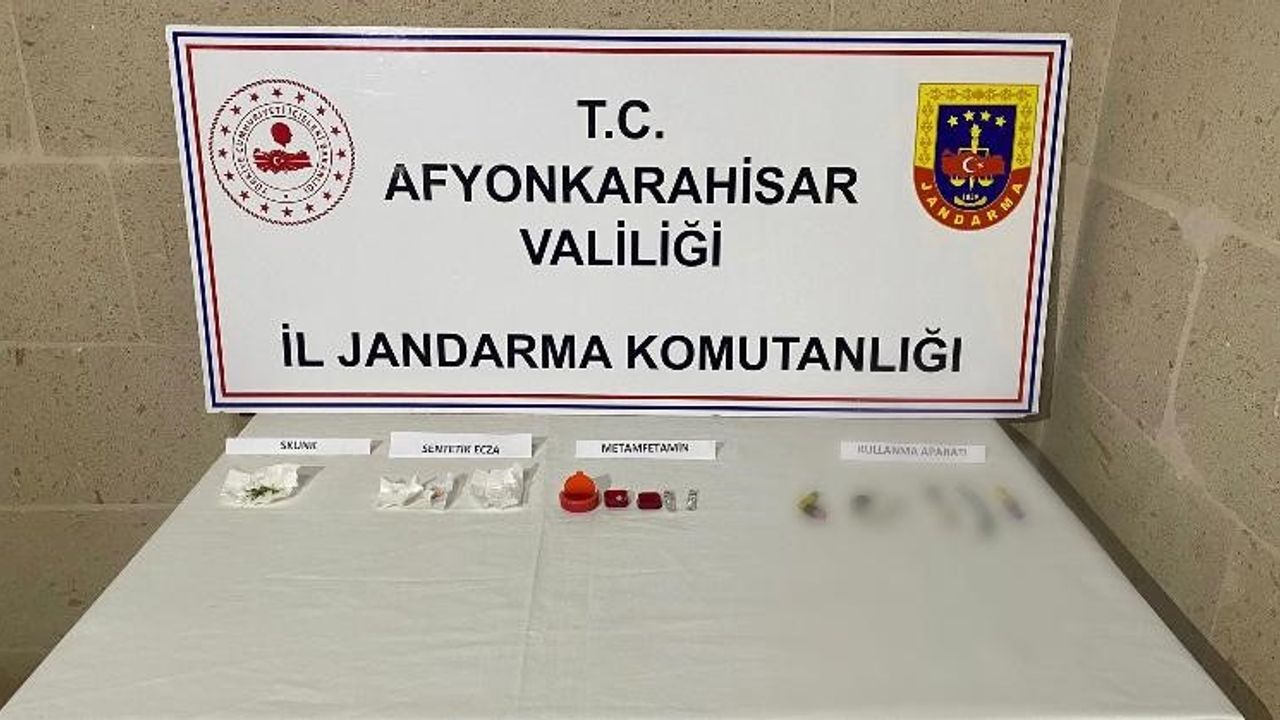 T.C.
AFYONKARAHİSAR
VALİLİĞİ
İL JANDARMA KOMUTANLIĞI
JANDARMA
SKUNK
SENTETİK ECZA
METAMFETAMİN
KULLANMA APARATI